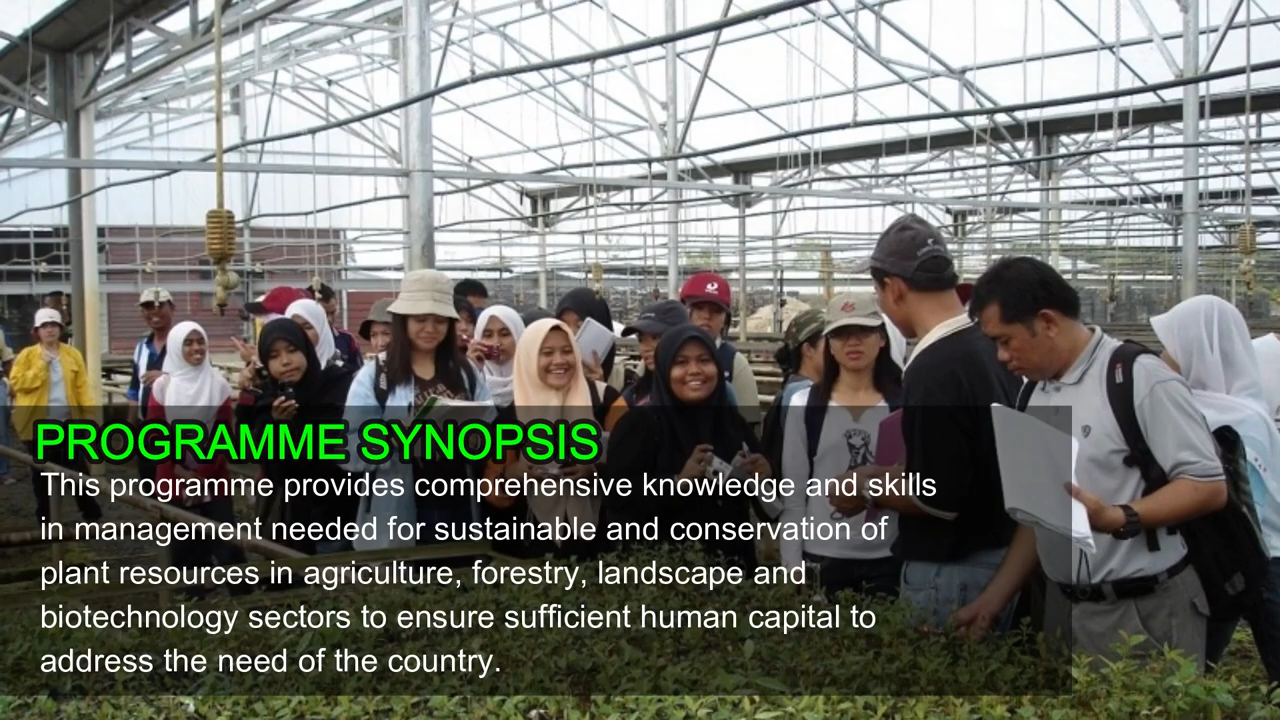 PROGRAMME SYNOPSIS
This programme provides comprehensive knowledge and skills
in management needed for sustainable and conservation of
plant resources in agriculture, forestry, landscape and
biotechnology sectors to ensure sufficient human capital to
address the need of the country.